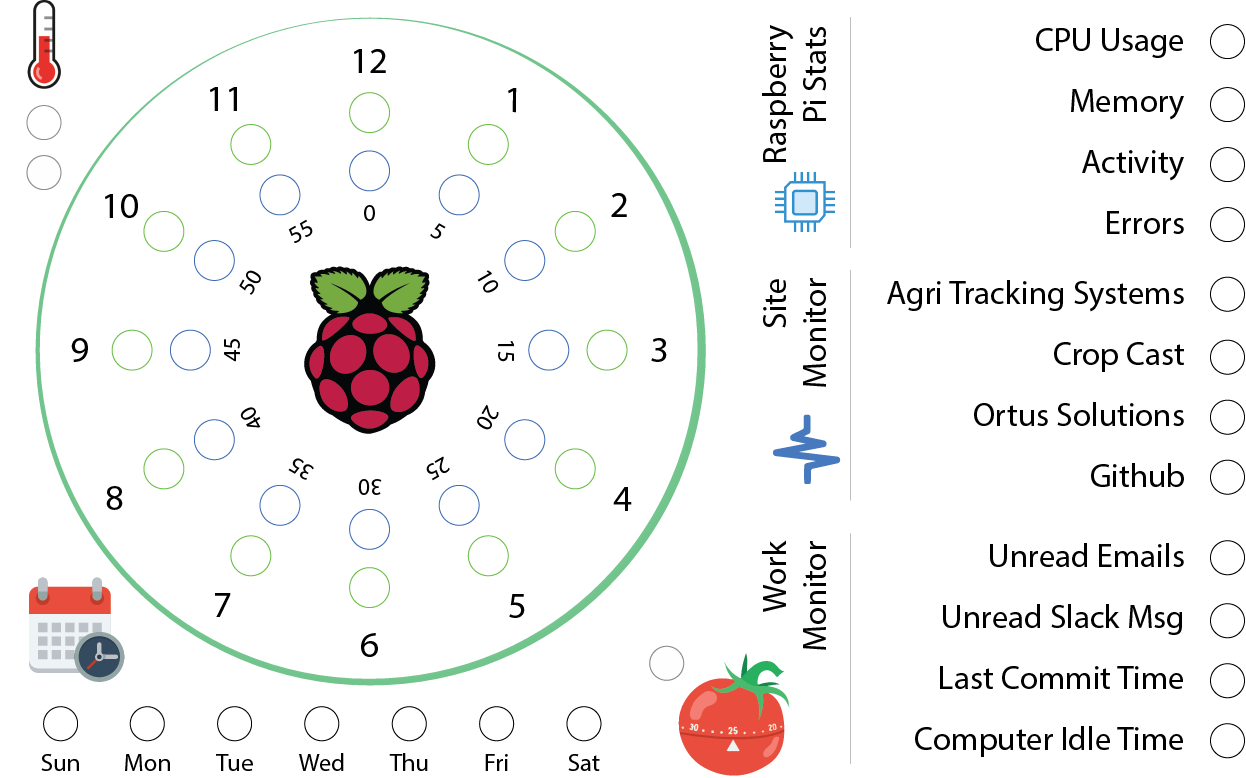 12
11
1
10
2
9
3
8
4
7
5
6
0
55
5
50
10
45
15
40
20
35
25
30
Sun
Mon
Tue
Wed
Thu
Fri
Sat
30
25
20
Raspberry
Pi Stats
CPU Usage
Memory
Activity
Errors
Site
Monitor
Agri Tracking Systems
Crop Cast
Ortus Solutions
Github
Work
Monitor
Unread Emails
Unread Slack Msg
Last Commit Time
Computer Idle Time